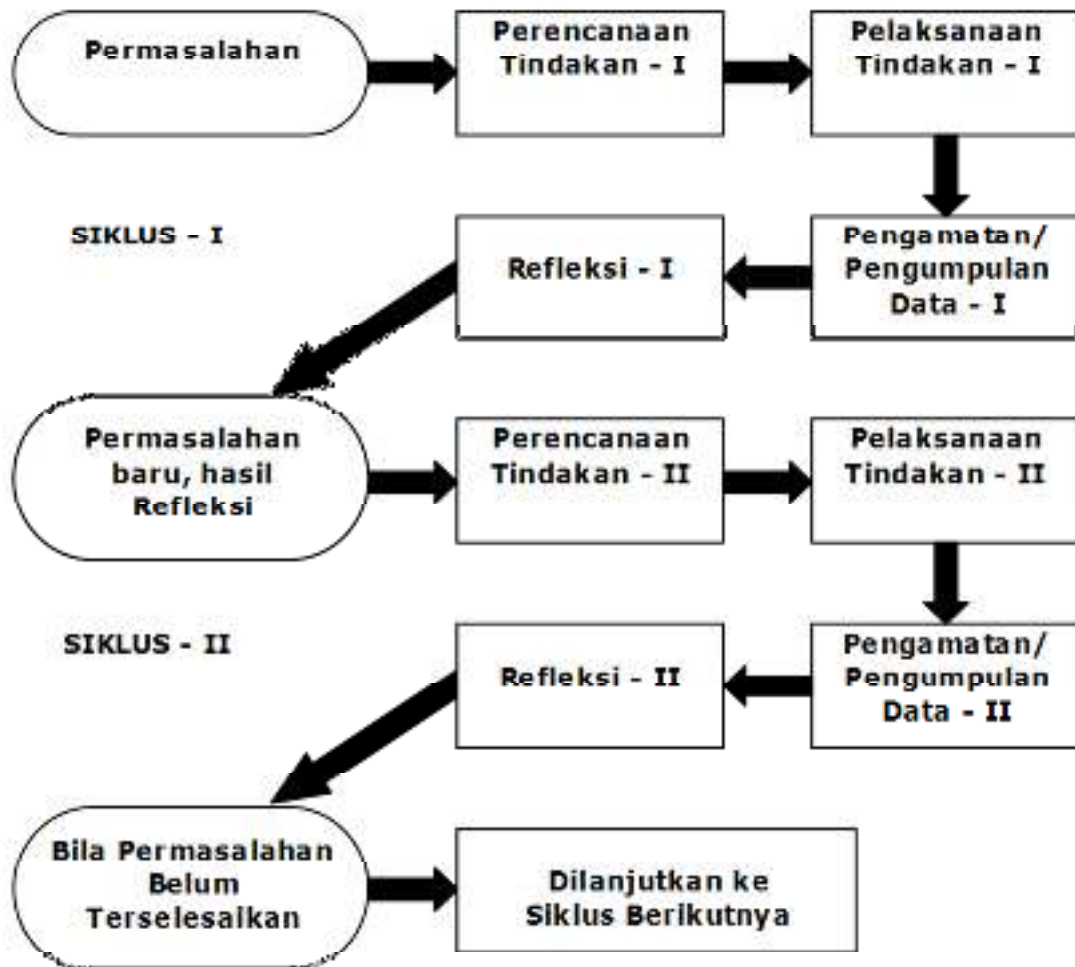 Permasalahan
Perencanaan
Tindakan - I
Pelaksanaan
Tindakan - I
SIKLUS - I
Refleksi - I
Pengamatan/
Pengumpulan
Data - I
Permasalahan
baru, hasil
Refleksi
Perencanaan
Tindakan - II
Pelaksanaan
Tindakan - II
SIKLUS - II
Refleksi - II
Pengamatan/
Pengumpulan
Data - II
Bila Permasalahan
Belum
Terselesaikan
Dilanjutkan ke
Siklus Berikutnya